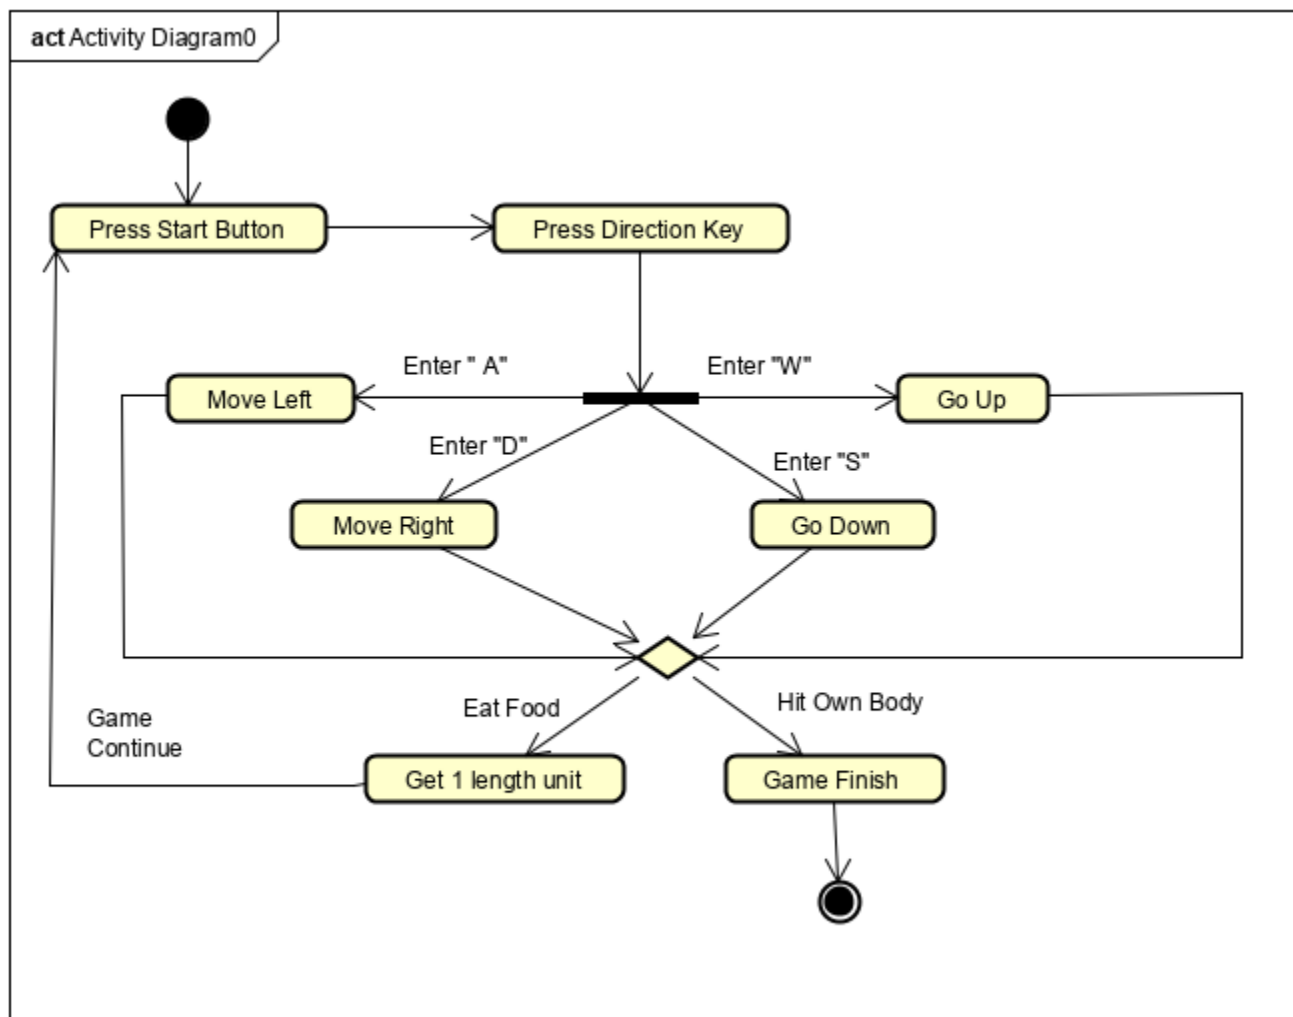 act Activity Diagram0
Press Start Button
Press Direction Key
Enter " A"
Enter "W"
Move Left
Go Up
Enter "D"
Enter "S"
Move Right
Go Down
Eat Food
Hit Own Body
Game
Continue
Get 1 length unit
Game Finish